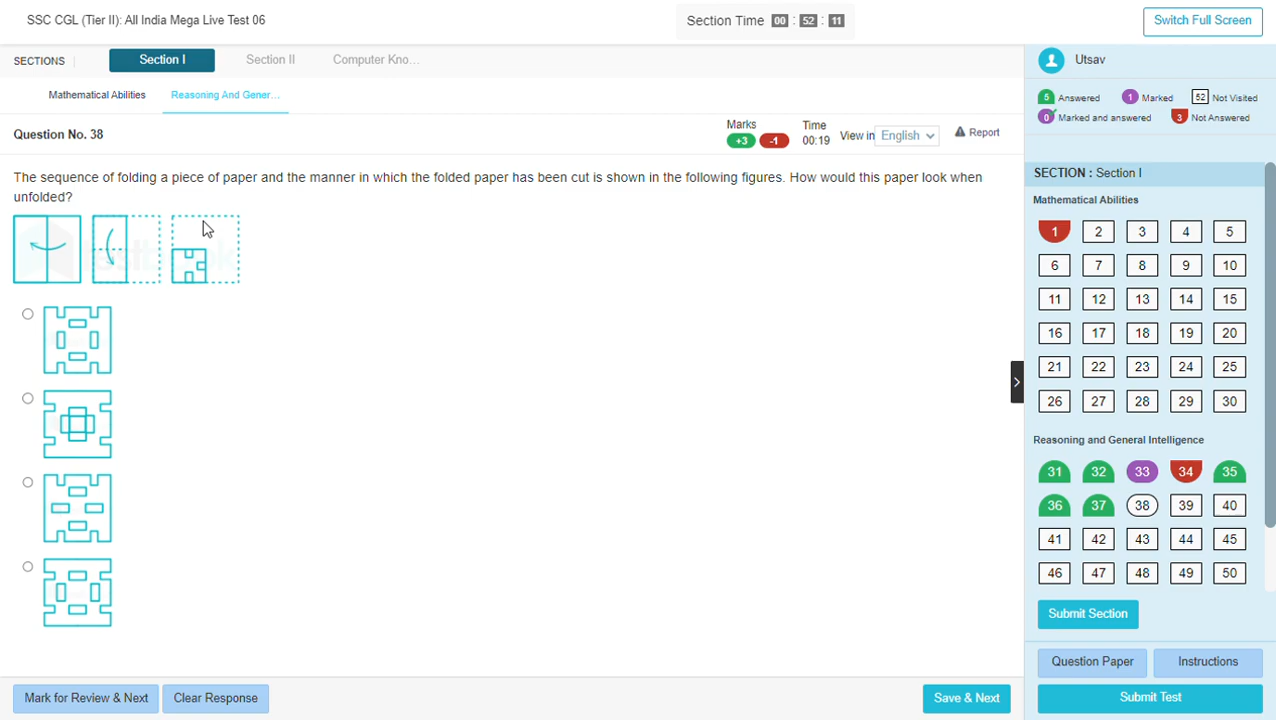 SSC CGL (Tier II): All India Mega Live Test 06
Section Time 00 : 52 : 11
Switch Full Screen
SECTIONS
Section I
Section II
Computer Kno...
Utsav
Mathematical Abilities
Reasoning And Gener...
5 Answered
1 Marked
52 Not Visited
0 Marked and answered
3 Not Answered
Question No. 38
Marks
+3 -1
Time
00:19
View in English
Report
The sequence of folding a piece of paper and the manner in which the folded paper has been cut is shown in the following figures. How would this paper look when
unfolded?
SECTION : Section I
Mathematical Abilities
1 2 3 4 5
6 7 8 9 10
11 12 13 14 15
16 17 18 19 20
21 22 23 24 25
26 27 28 29 30
Reasoning and General Intelligence
31 32 33 34 35
36 37 38 39 40
41 42 43 44 45
46 47 48 49 50
Submit Section
Question Paper
Instructions
Mark for Review & Next
Clear Response
Save & Next
Submit Test